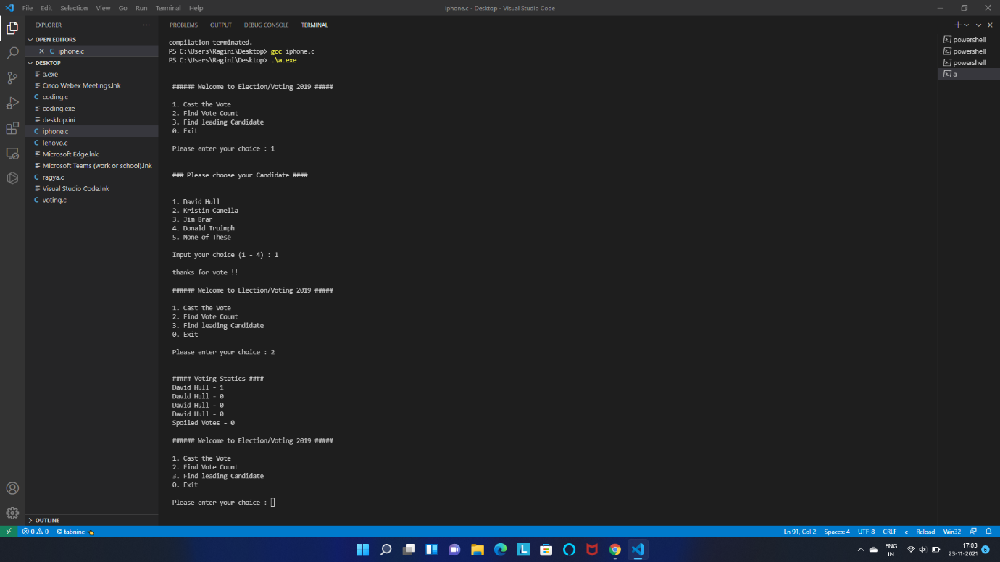 File Edit Selection View Go Run Terminal Help
iphone.c - Desktop - Visual Studio Code
EXPLORER
OPEN EDITORS
C iphone.c
DESKTOP
a.exe
Cisco Webex Meetings.lnk
C coding.c
coding.exe
desktop.ini
C iphone.c
C lenovo.c
Microsoft Edge.lnk
Microsoft Teams (work or school).lnk
C ragya.c
Visual Studio Code.lnk
C voting.c
OUTLINE
PROBLEMS OUTPUT DEBUG CONSOLE TERMINAL
compilation terminated.
PS C:\Users\Ragini\Desktop> gcc iphone.c
PS C:\Users\Ragini\Desktop> .\a.exe
###### Welcome to Election/Voting 2019 #####
1. Cast the Vote
2. Find Vote Count
3. Find leading Candidate
0. Exit
Please enter your choice : 1
### Please choose your Candidate ####
1. David Hull
2. Kristin Canella
3. Jim Brar
4. Donald Truimph
5. None of These
Input your choice (1 - 4) : 1
thanks for vote !!
###### Welcome to Election/Voting 2019 #####
1. Cast the Vote
2. Find Vote Count
3. Find leading Candidate
0. Exit
Please enter your choice : 2
##### Voting Statics ####
David Hull - 1
David Hull - 0
David Hull - 0
David Hull - 0
Spoiled Votes - 0
###### Welcome to Election/Voting 2019 #####
1. Cast the Vote
2. Find Vote Count
3. Find leading Candidate
0. Exit
Please enter your choice :
powershell
powershell
powershell
a
0 0 tabnine
Ln 91, Col 2 Spaces: 4 UTF-8 CRLF c Reload Win32
L
ENG
IN
17:03
23-11-2021
6